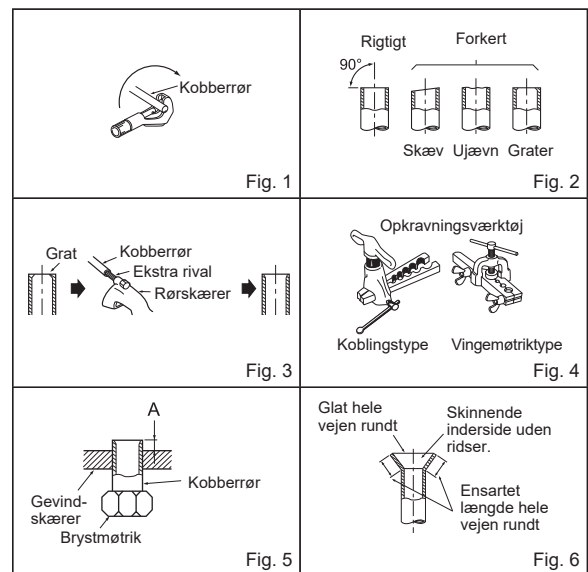 Kobberrør
Fig. 1
Rigtigt
Forkert
90°
Skæv Ujævn Grater
Fig. 2
Grat
Kobberrør
Ekstra rival
Rørskærer
Fig. 3
Opkravningsværktøj
Koblingstype Vingemøtriktype
Fig. 4
A
Kobberrør
Gevind-
skærer
Brystmøtrik
Fig. 5
Glat hele
vejen rundt
Skinnende
inderside uden
ridser.
Ensartet
længde hele
vejen rundt
Fig. 6